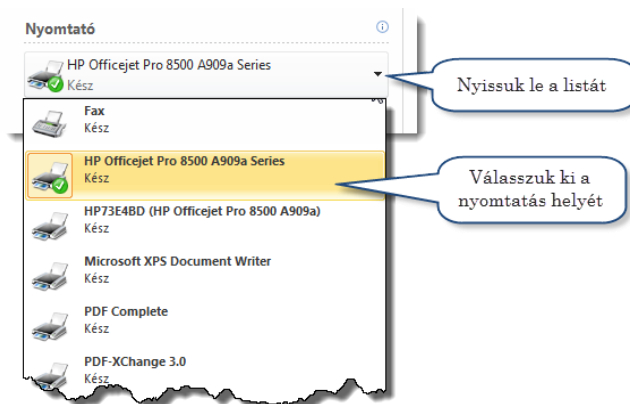 Nyomtató
HP Officejet Pro 8500 A909a Series
Kész
Nyissuk le a listát
Fax
Kész
HP Officejet Pro 8500 A909a Series
Kész
Válasszuk ki a
nyomtatás helyét
HP73E4BD (HP Officejet Pro 8500 A909a)
Kész
Microsoft XPS Document Writer
Kész
PDF Complete
Kész
PDF-XChange 3.0
Kész